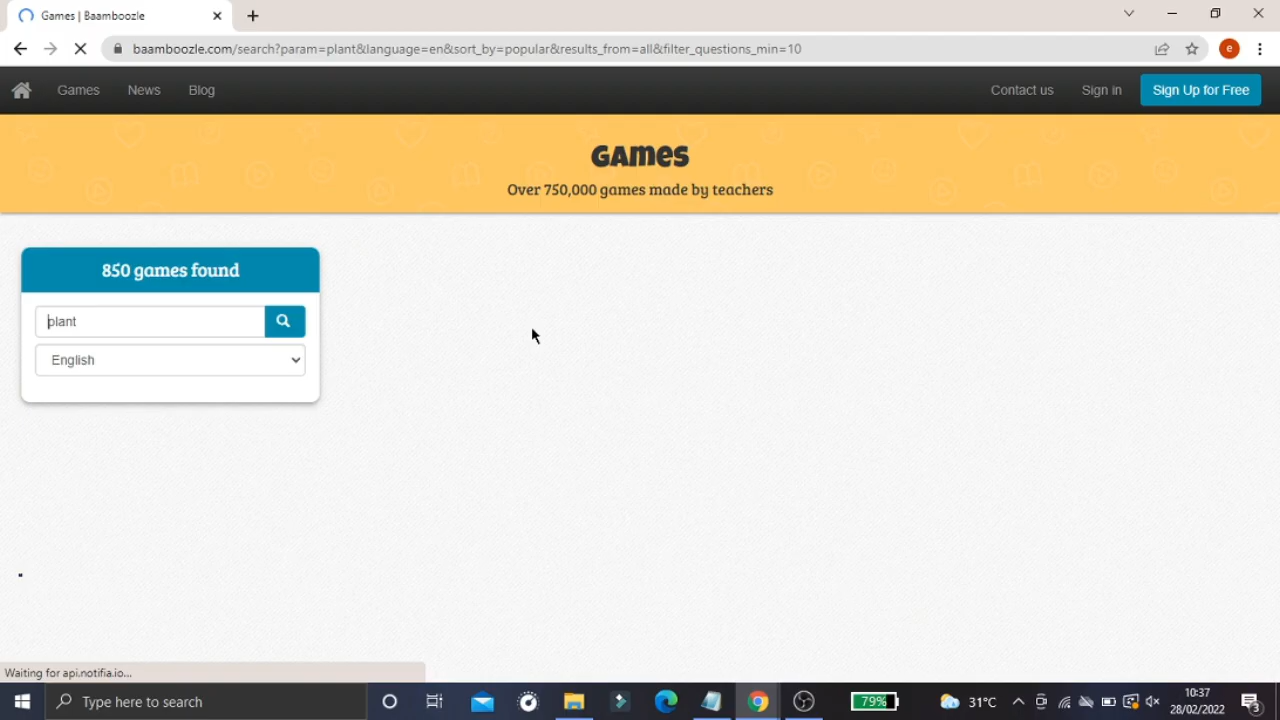 Games | Baamboozle
baamboozle.com/search?param=plant&language=en&sort_by=popular&results_from=all&filter_questions_min=10
Games News Blog Contact us Sign in Sign Up for Free
Games
Over 750,000 games made by teachers
850 games found
plant
English
Waiting for api.notifia.io...
Type here to search
79%
31°C
10:37
28/02/2022
e
3